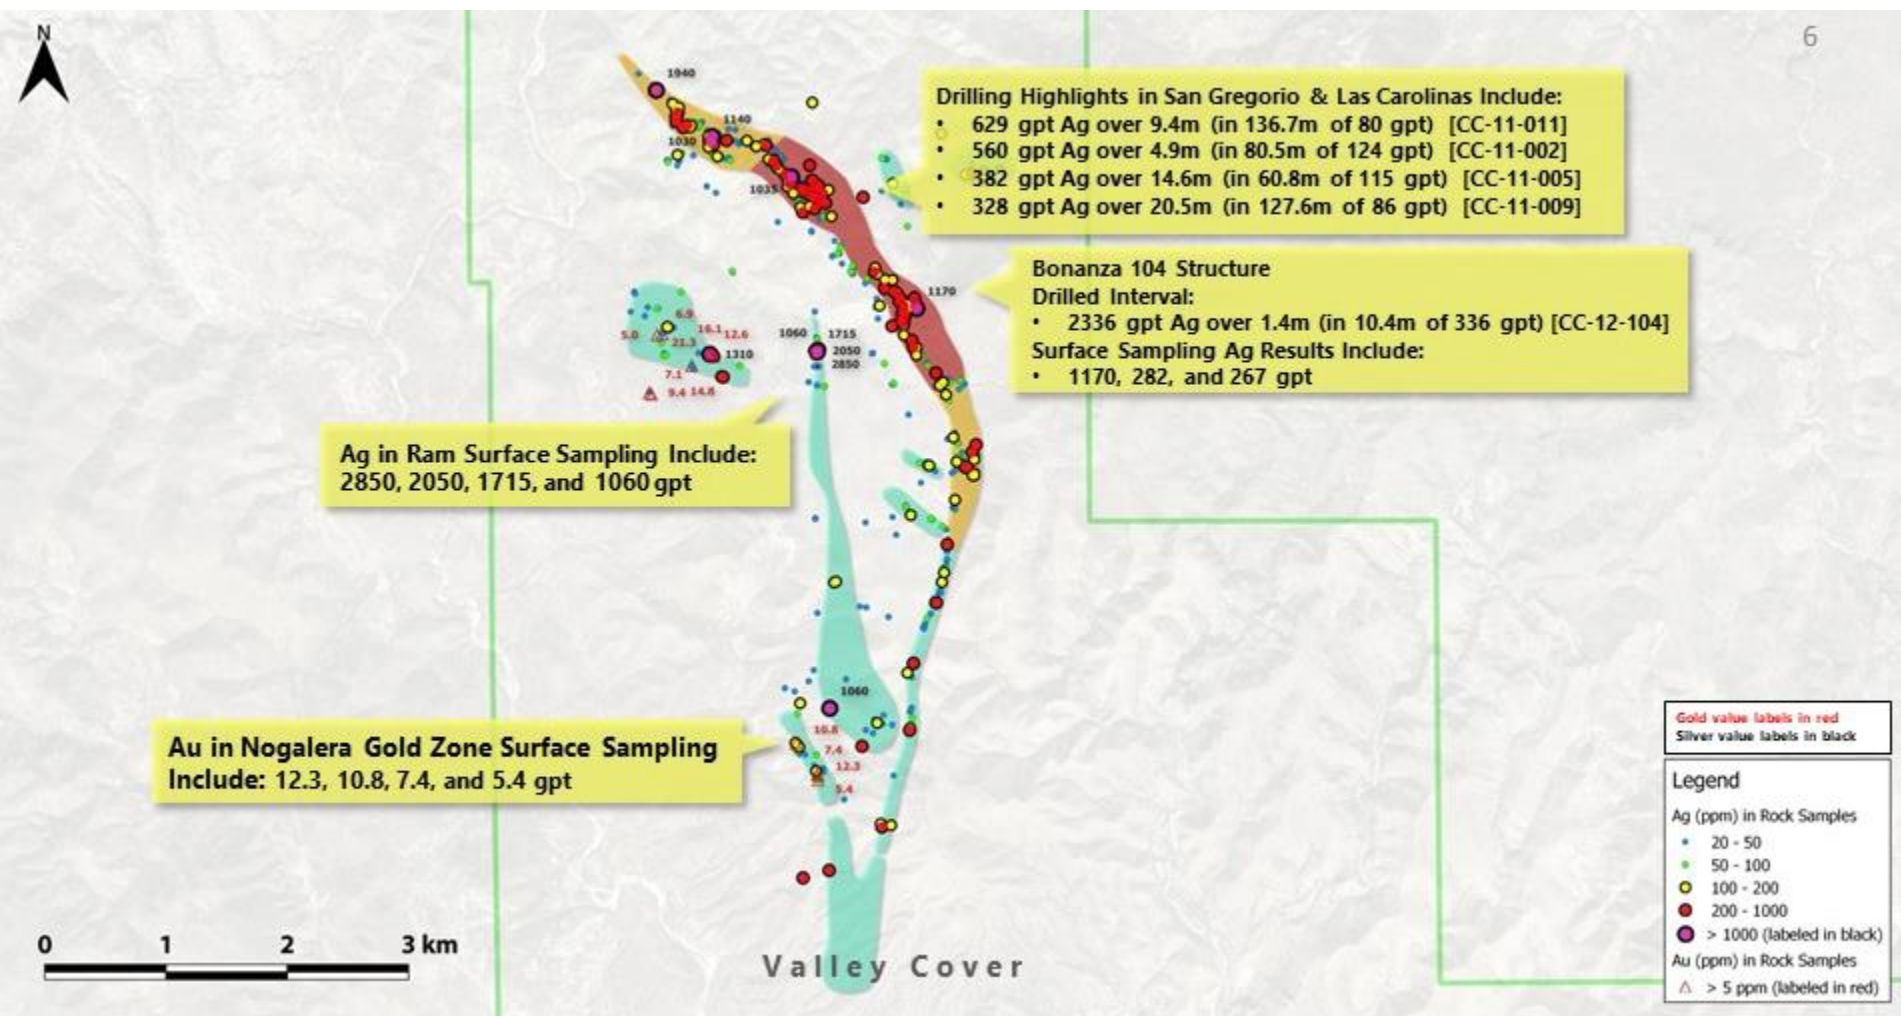 N
6
1940
1140
1030
1035
Drilling Highlights in San Gregorio & Las Carolinas Include:
• 629 gpt Ag over 9.4m (in 136.7m of 80 gpt) [CC-11-011]
• 560 gpt Ag over 4.9m (in 80.5m of 124 gpt) [CC-11-002]
• 382 gpt Ag over 14.6m (in 60.8m of 115 gpt) [CC-11-005]
• 328 gpt Ag over 20.5m (in 127.6m of 86 gpt) [CC-11-009]
Bonanza 104 Structure
Drilled Interval:
• 2336 gpt Ag over 1.4m (in 10.4m of 336 gpt) [CC-12-104]
Surface Sampling Ag Results Include:
• 1170, 282, and 267 gpt
1170
6.9
5.0
16.1 12.6
21.3
1310
7.1
9.4 14.8
1060
1715
2050
2850
Ag in Ram Surface Sampling Include:
2850, 2050, 1715, and 1060 gpt
1060
10.8
7.4
12.3
5.4
Au in Nogalera Gold Zone Surface Sampling
Include: 12.3, 10.8, 7.4, and 5.4 gpt
Gold value labels in red
Silver value labels in black
Legend
Ag (ppm) in Rock Samples
20 - 50
50 - 100
100 - 200
200 - 1000
> 1000 (labeled in black)
Au (ppm) in Rock Samples
> 5 ppm (labeled in red)
0 1 2 3 km
Valley Cover